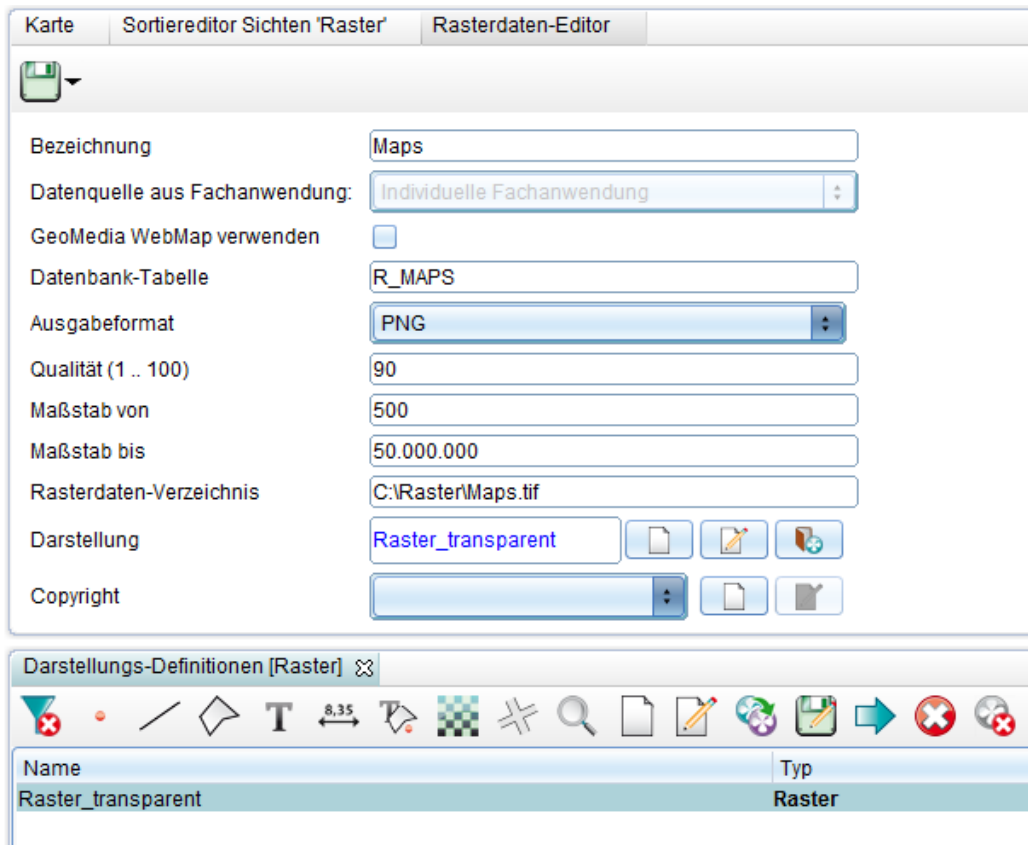 Karte Sortiereditor Sichten 'Raster' Rasterdaten-Editor
Bezeichnung Maps
Datenquelle aus Fachanwendung: Individuelle Fachanwendung
GeoMedia WebMap verwenden
Datenbank-Tabelle R_MAPS
Ausgabeformat PNG
Qualität (1 .. 100) 90
Maßstab von 500
Maßstab bis 50.000.000
Rasterdaten-Verzeichnis C:\Raster\Maps.tif
Darstellung Raster_transparent
Copyright
Darstellungs-Definitionen [Raster]
T 8,35 T
Name Typ
Raster_transparent Raster